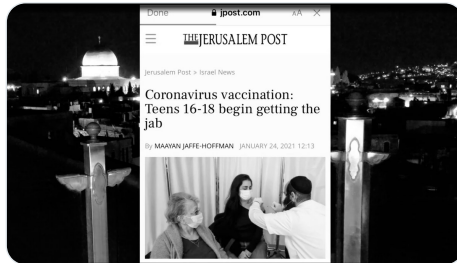 Done jpost.com AA ×
THE JERUSALEM POST
Jerusalem Post > Israel News
Coronavirus vaccination:
Teens 16-18 begin getting the
jab
By MAAYAN JAFFE-HOFFMAN JANUARY 24, 2021 12:13